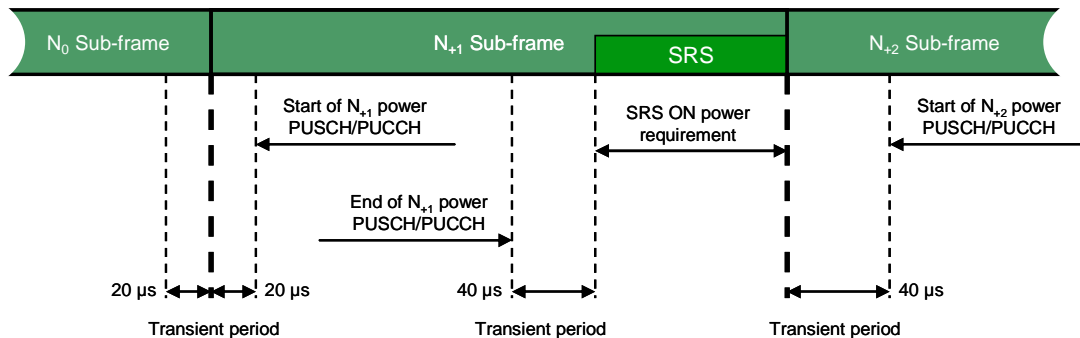 N0 Sub-frame
N+1 Sub-frame
SRS
N+2 Sub-frame
Start of N+1 power
PUSCH/PUCCH
SRS ON power
requirement
Start of N+2 power
PUSCH/PUCCH
End of N+1 power
PUSCH/PUCCH
20 µs
20 µs
40 µs
40 µs
Transient period
Transient period
Transient period